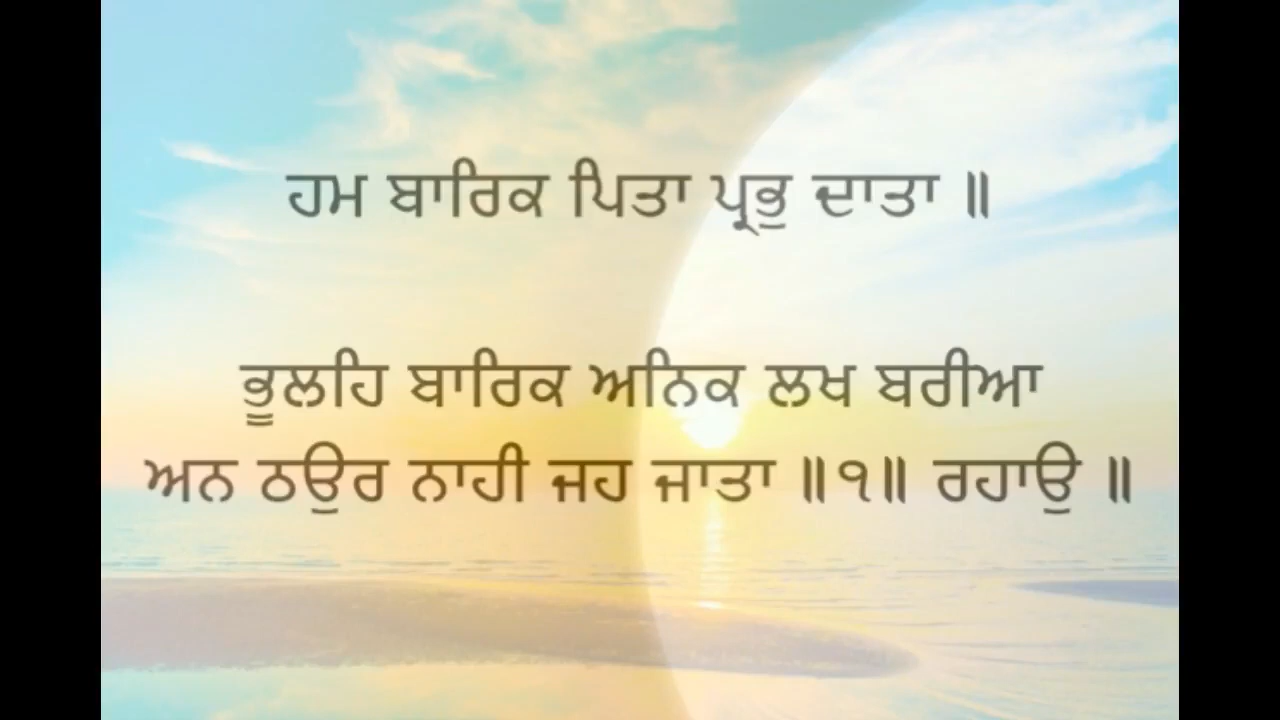 ਹਮ ਬਾਰਿਕ ਪਿਤਾ ਪ੍ਰਭੁ ਦਾਤਾ ॥
ਭੂਲਹਿ ਬਾਰਿਕ ਅਨਿਕ ਲਖ ਬਰੀਆ
ਅਨ ਠਉਰ ਨਾਹੀ ਜਹ ਜਾਤਾ ॥੧॥ ਰਹਾਉ ॥